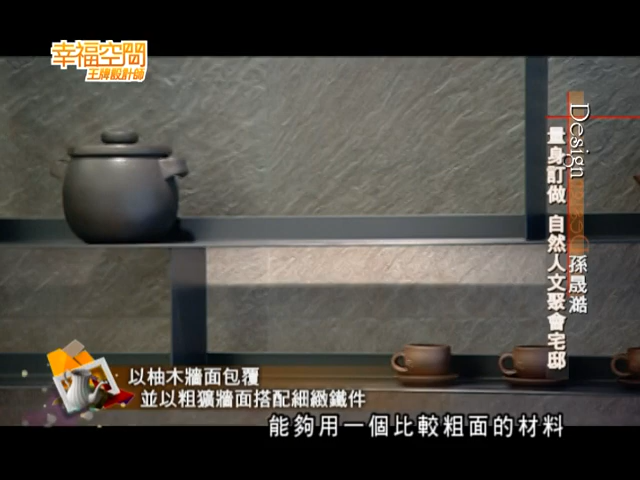 幸福空間
王牌設計師
Design
量身訂做 自然人文聚會宅邸
孫晟澔
以柚木牆面包覆
並以粗獷牆面搭配細緻鐵件
能夠用一個比較粗面的材料